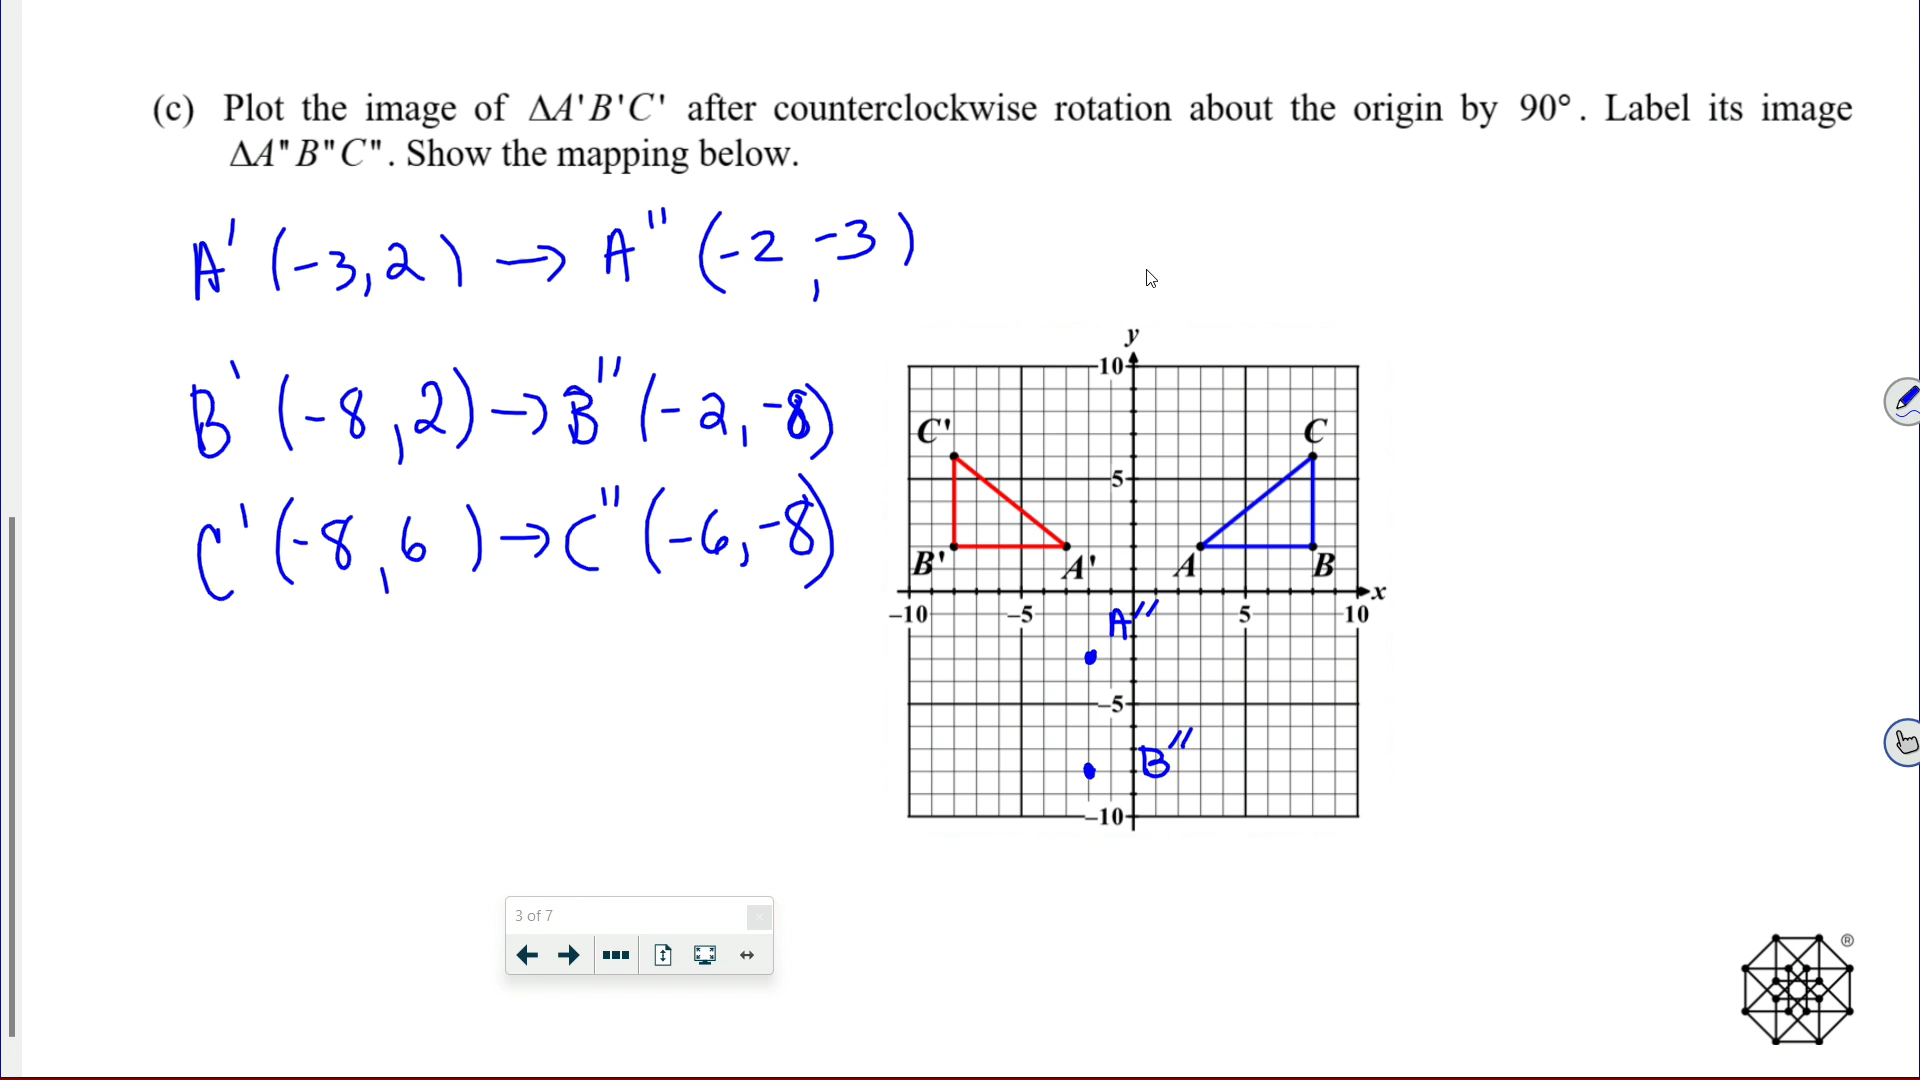 (c) Plot the image of ΔA'B'C' after counterclockwise rotation about the origin by 90°. Label its image
ΔA"B"C". Show the mapping below.
A' (-3,2) → A" (-2,-3)
B' (-8,2) → B" (-2,-8)
C' (-8,6) → C" (-6,-8)
y
10
C'
C
5
B'
A'
A
B
x
-10
-5
5
10
A"
-5
B"
-10
3 of 7
®